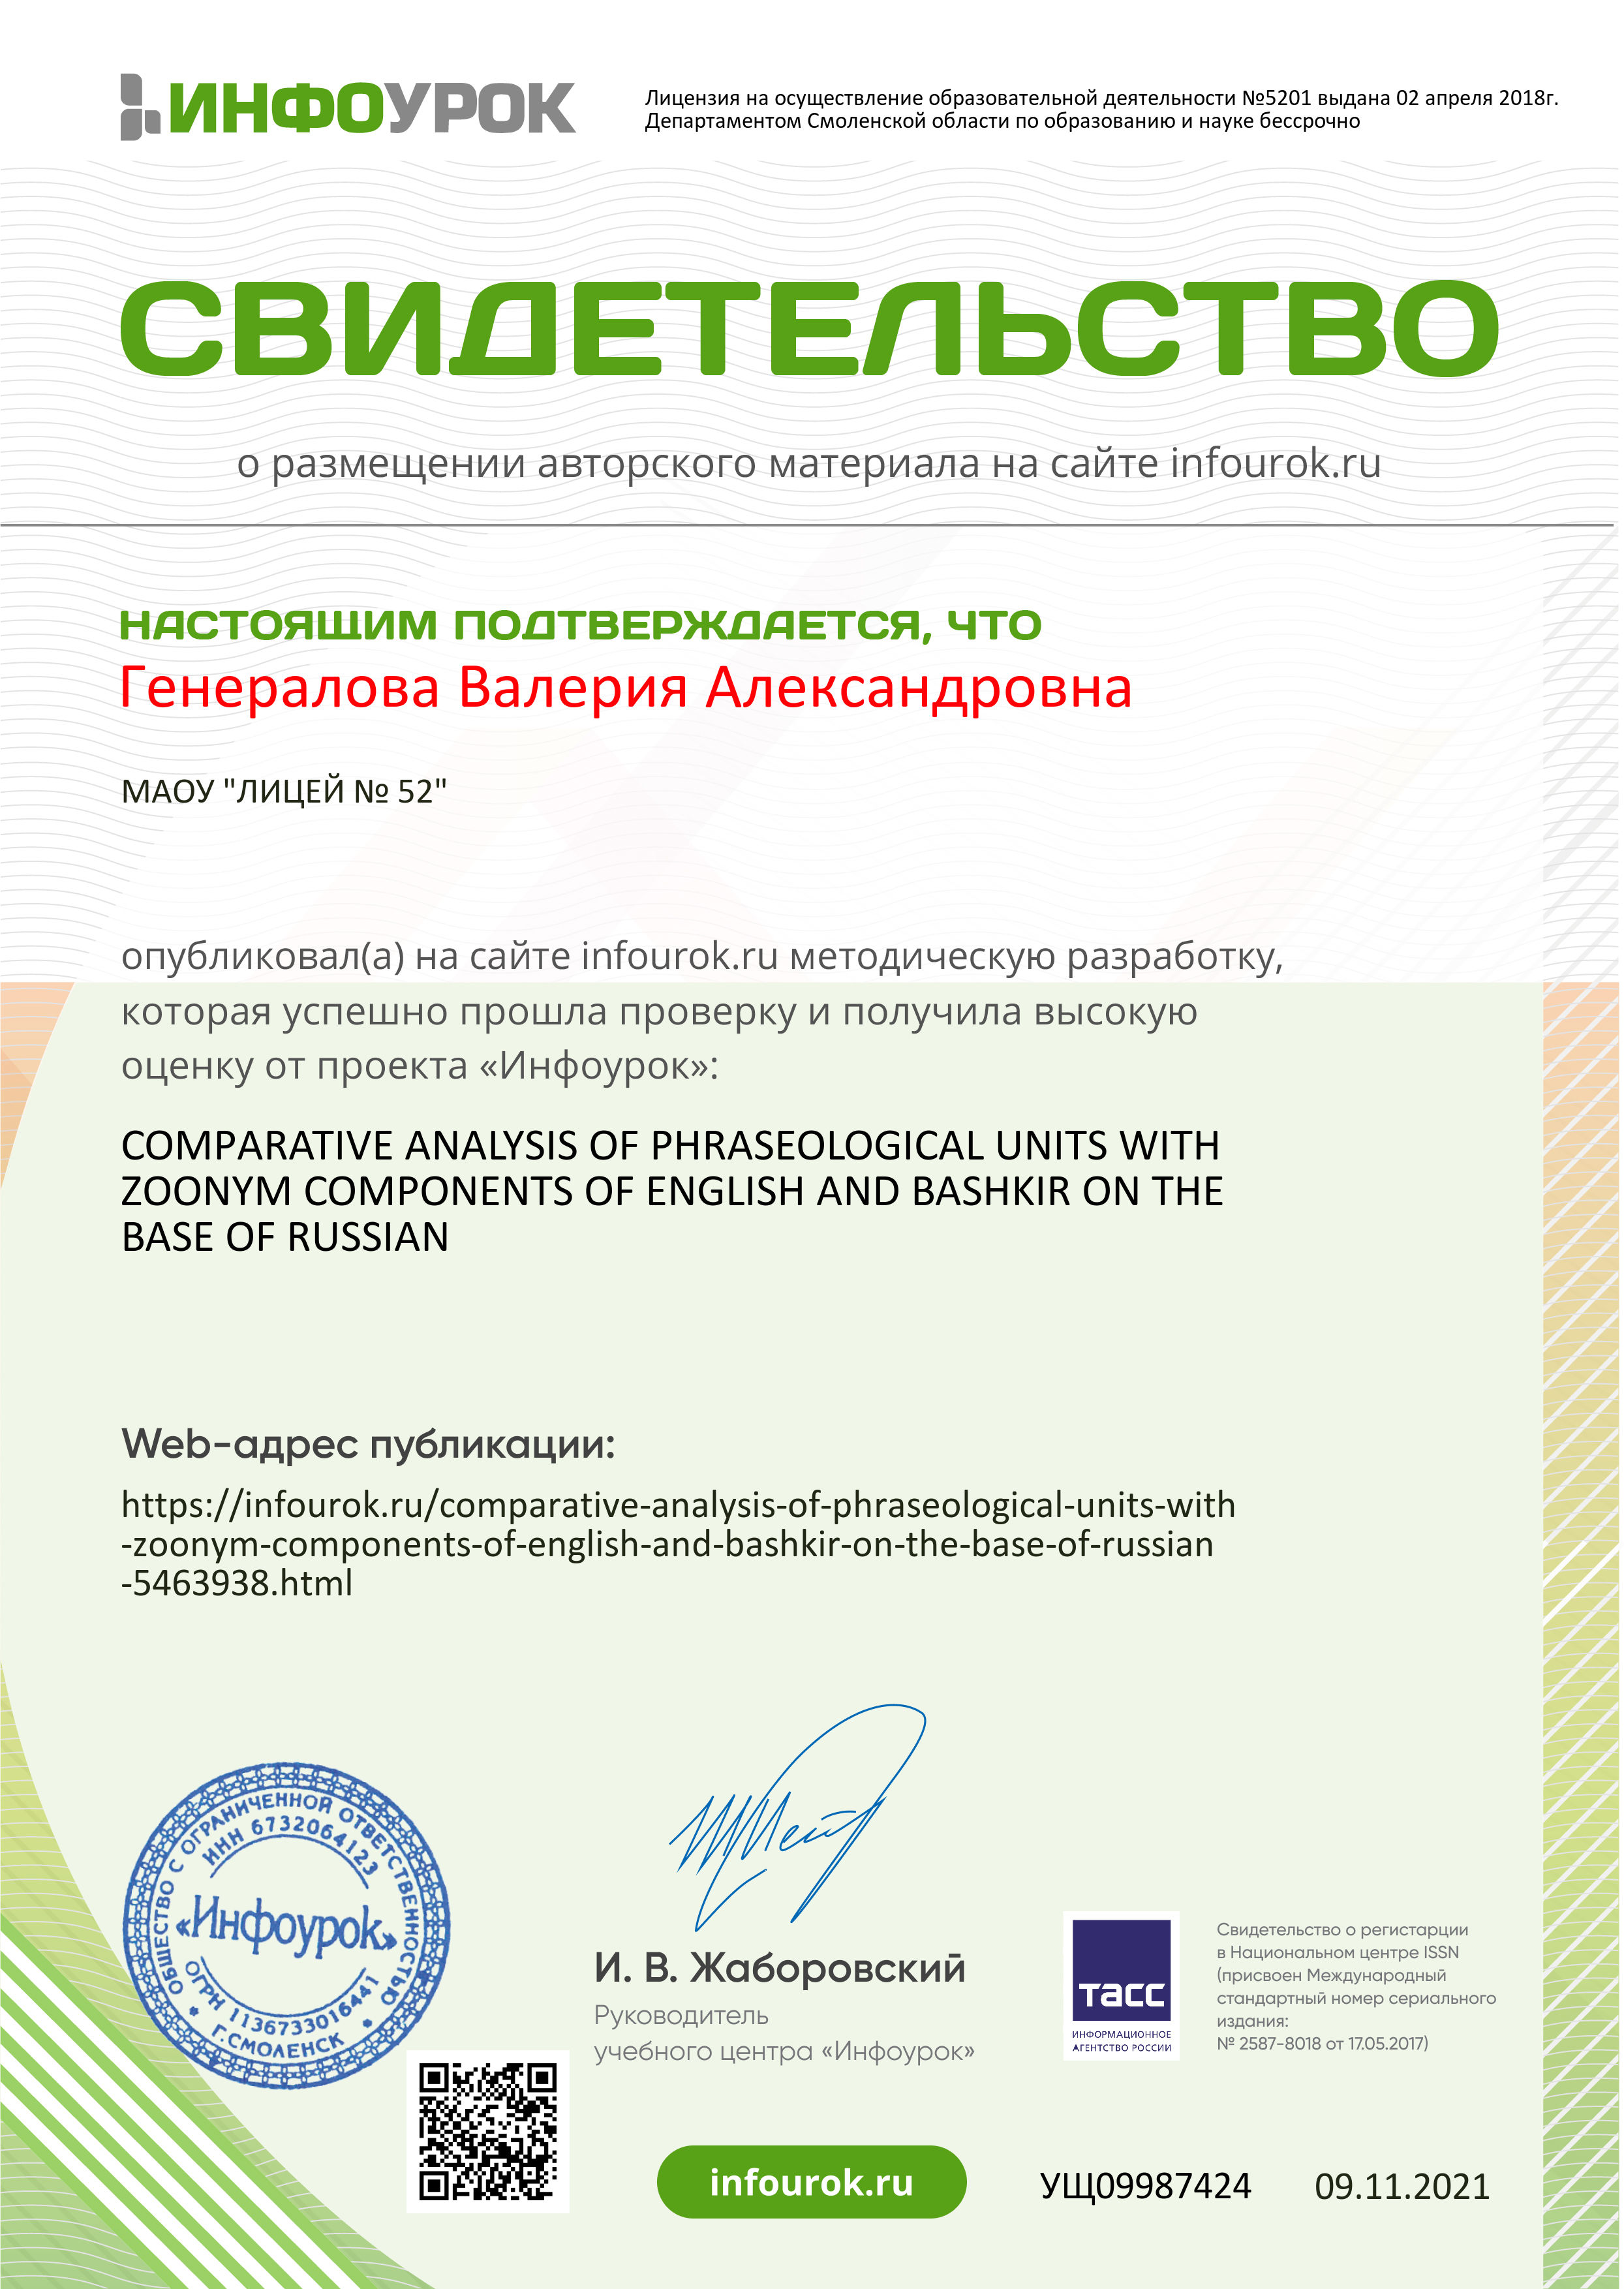 ИНФОУРОК
Лицензия на осуществление образовательной деятельности №5201 выдана 02 апреля 2018г.
Департаментом Смоленской области по образованию и науке бессрочно
СВИДЕТЕЛЬСТВО
о размещении авторского материала на сайте infourok.ru
НАСТОЯЩИМ ПОДТВЕРЖДАЕТСЯ, ЧТО
Генералова Валерия Александровна
МАОУ "ЛИЦЕЙ № 52"
опубликовал(а) на сайте infourok.ru методическую разработку,
которая успешно прошла проверку и получила высокую
оценку от проекта «Инфоурок»:
COMPARATIVE ANALYSIS OF PHRASEOLOGICAL UNITS WITH
ZOONYM COMPONENTS OF ENGLISH AND BASHKIR ON THE
BASE OF RUSSIAN
Web-адрес публикации:
https://infourok.ru/comparative-analysis-of-phraseological-units-with
-zoonym-components-of-english-and-bashkir-on-the-base-of-russian
-5463938.html
ОБЩЕСТВО С ОГРАНИЧЕННОЙ ОТВЕТСТВЕННОСТЬЮ
ИНН 6732064123
«Инфоурок»
ОГРН 1136733016441
Г.СМОЛЕНСК
И. В. Жаборовский
Руководитель
учебного центра «Инфоурок»
ТАСС
ИНФОРМАЦИОННОЕ
АГЕНТСТВО РОССИИ
Свидетельство о регистарции
в Национальном центре ISSN
(присвоен Международный
стандартный номер сериального
издания:
№ 2587-8018 от 17.05.2017)
infourok.ru
УЩ09987424
09.11.2021